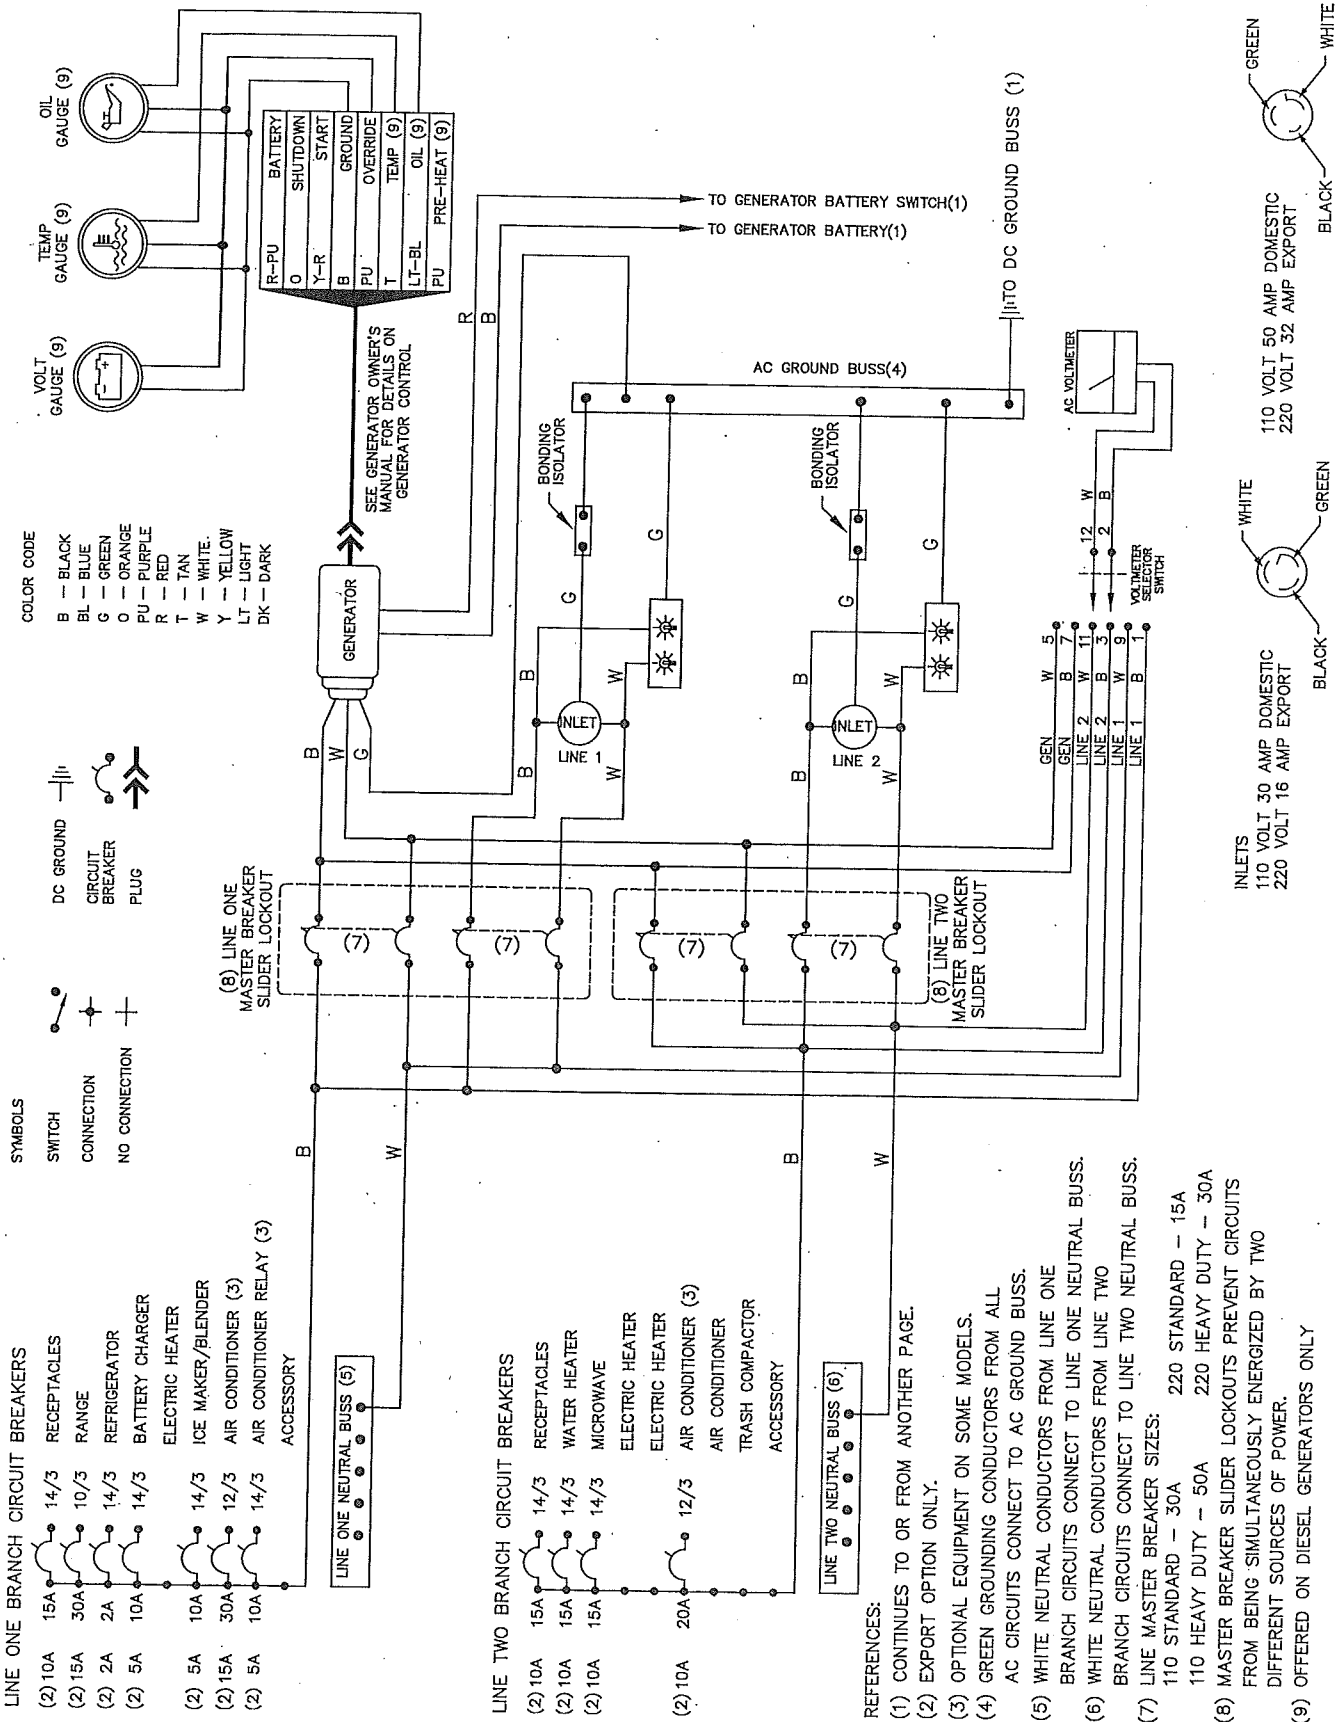 LINE ONE BRANCH CIRCUIT BREAKERS
(2) 10A 15A 14/3 RECEPTACLES
(2) 15A 30A 10/3 RANGE
(2) 2A 2A 14/3 REFRIGERATOR
(2) 5A 10A 14/3 BATTERY CHARGER
ELECTRIC HEATER
(2) 5A 10A 14/3 ICE MAKER/BLENDER
(2) 15A 30A 12/3 AIR CONDITIONER (3)
(2) 5A 10A 14/3 AIR CONDITIONER RELAY (3)
ACCESSORY
LINE ONE NEUTRAL BUSS (5)
LINE TWO BRANCH CIRCUIT BREAKERS
(2) 10A 15A 14/3 RECEPTACLES
(2) 10A 15A 14/3 WATER HEATER
(2) 10A 15A 14/3 MICROWAVE
ELECTRIC HEATER
ELECTRIC HEATER
(2) 10A 20A 12/3 AIR CONDITIONER (3)
AIR CONDITIONER
TRASH COMPACTOR
ACCESSORY
LINE TWO NEUTRAL BUSS (6)
REFERENCES:
(1) CONTINUES TO OR FROM ANOTHER PAGE.
(2) EXPORT OPTION ONLY.
(3) OPTIONAL EQUIPMENT ON SOME MODELS.
(4) GREEN GROUNDING CONDUCTORS FROM ALL
AC CIRCUITS CONNECT TO AC GROUND BUSS.
(5) WHITE NEUTRAL CONDUCTORS FROM LINE ONE
BRANCH CIRCUITS CONNECT TO LINE ONE NEUTRAL BUSS.
(6) WHITE NEUTRAL CONDUCTORS FROM LINE TWO
BRANCH CIRCUITS CONNECT TO LINE TWO NEUTRAL BUSS.
(7) LINE MASTER BREAKER SIZES:
110 STANDARD – 30A 220 STANDARD – 15A
110 HEAVY DUTY – 50A 220 HEAVY DUTY – 30A
(8) MASTER BREAKER SLIDER LOCKOUTS PREVENT CIRCUITS
FROM BEING SIMULTANEOUSLY ENERGIZED BY TWO
DIFFERENT SOURCES OF POWER.
(9) OFFERED ON DIESEL GENERATORS ONLY
SYMBOLS
SWITCH
CONNECTION
NO CONNECTION
DC GROUND
CIRCUIT
BREAKER
PLUG
COLOR CODE
B –– BLACK
BL –– BLUE
G –– GREEN
O –– ORANGE
PU –– PURPLE
R –– RED
T –– TAN
W –– WHITE.
Y –– YELLOW
LT –– LIGHT
DK –– DARK
B
W
B
W
(8) LINE ONE
MASTER BREAKER
SLIDER LOCKOUT
(7)
(7)
(7)
(7)
(8) LINE TWO
MASTER BREAKER
SLIDER LOCKOUT
B
W
G
GENERATOR
B
W
B
W
INLET
LINE 1
G
G
BONDING
ISOLATOR
B
W
B
W
INLET
LINE 2
G
G
BONDING
ISOLATOR
AC GROUND BUSS(4)
TO DC GROUND BUSS (1)
SEE GENERATOR OWNER'S
MANUAL FOR DETAILS ON
GENERATOR CONTROL
R
B
TO GENERATOR BATTERY SWITCH(1)
TO GENERATOR BATTERY(1)
VOLT
GAUGE (9)
TEMP
GAUGE (9)
OIL
GAUGE (9)
R–PU BATTERY
O SHUTDOWN
Y–R START
B GROUND
PU OVERRIDE
T TEMP (9)
LT–BL OIL (9)
PU PRE–HEAT (9)
GEN W 5
GEN B 7
LINE 2 W 11
LINE 2 B 3
LINE 1 W 9
LINE 1 B 1
12 W
2 B
VOLTMETER
SELECTOR
SWITCH
AC VOLTMETER
INLETS
110 VOLT 30 AMP DOMESTIC
220 VOLT 16 AMP EXPORT
BLACK
WHITE
GREEN
110 VOLT 50 AMP DOMESTIC
220 VOLT 32 AMP EXPORT
BLACK
GREEN
WHITE